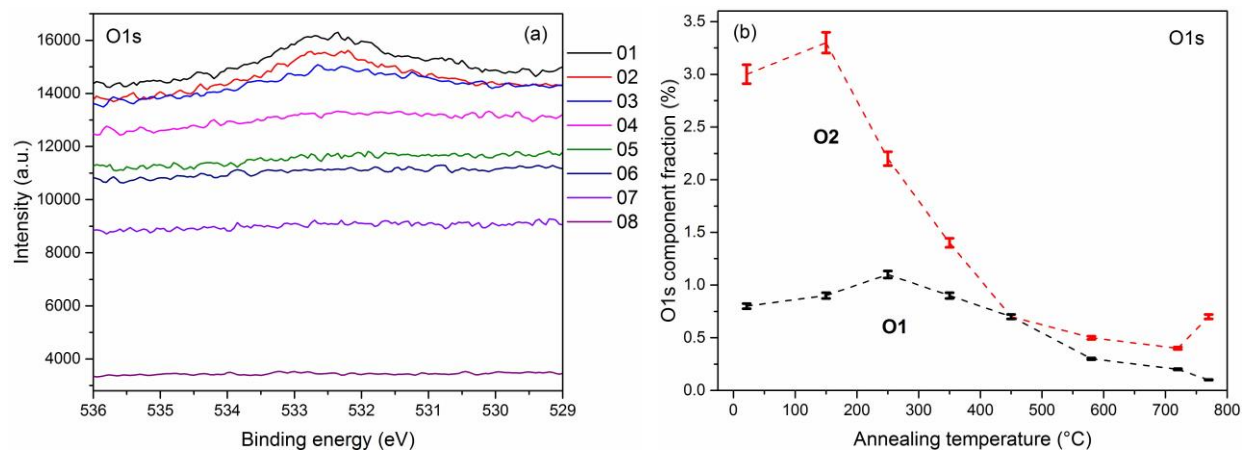 O1s
(a)
16000
14000
12000
10000
8000
6000
4000
Intensity (a.u.)
536 535 534 533 532 531 530 529
Binding energy (eV)
01
02
03
04
05
06
07
08
(b)
O1s
3.5
3.0
2.5
2.0
1.5
1.0
0.5
0.0
O1s component fraction (%)
O2
O1
0 100 200 300 400 500 600 700 800
Annealing temperature (°C)